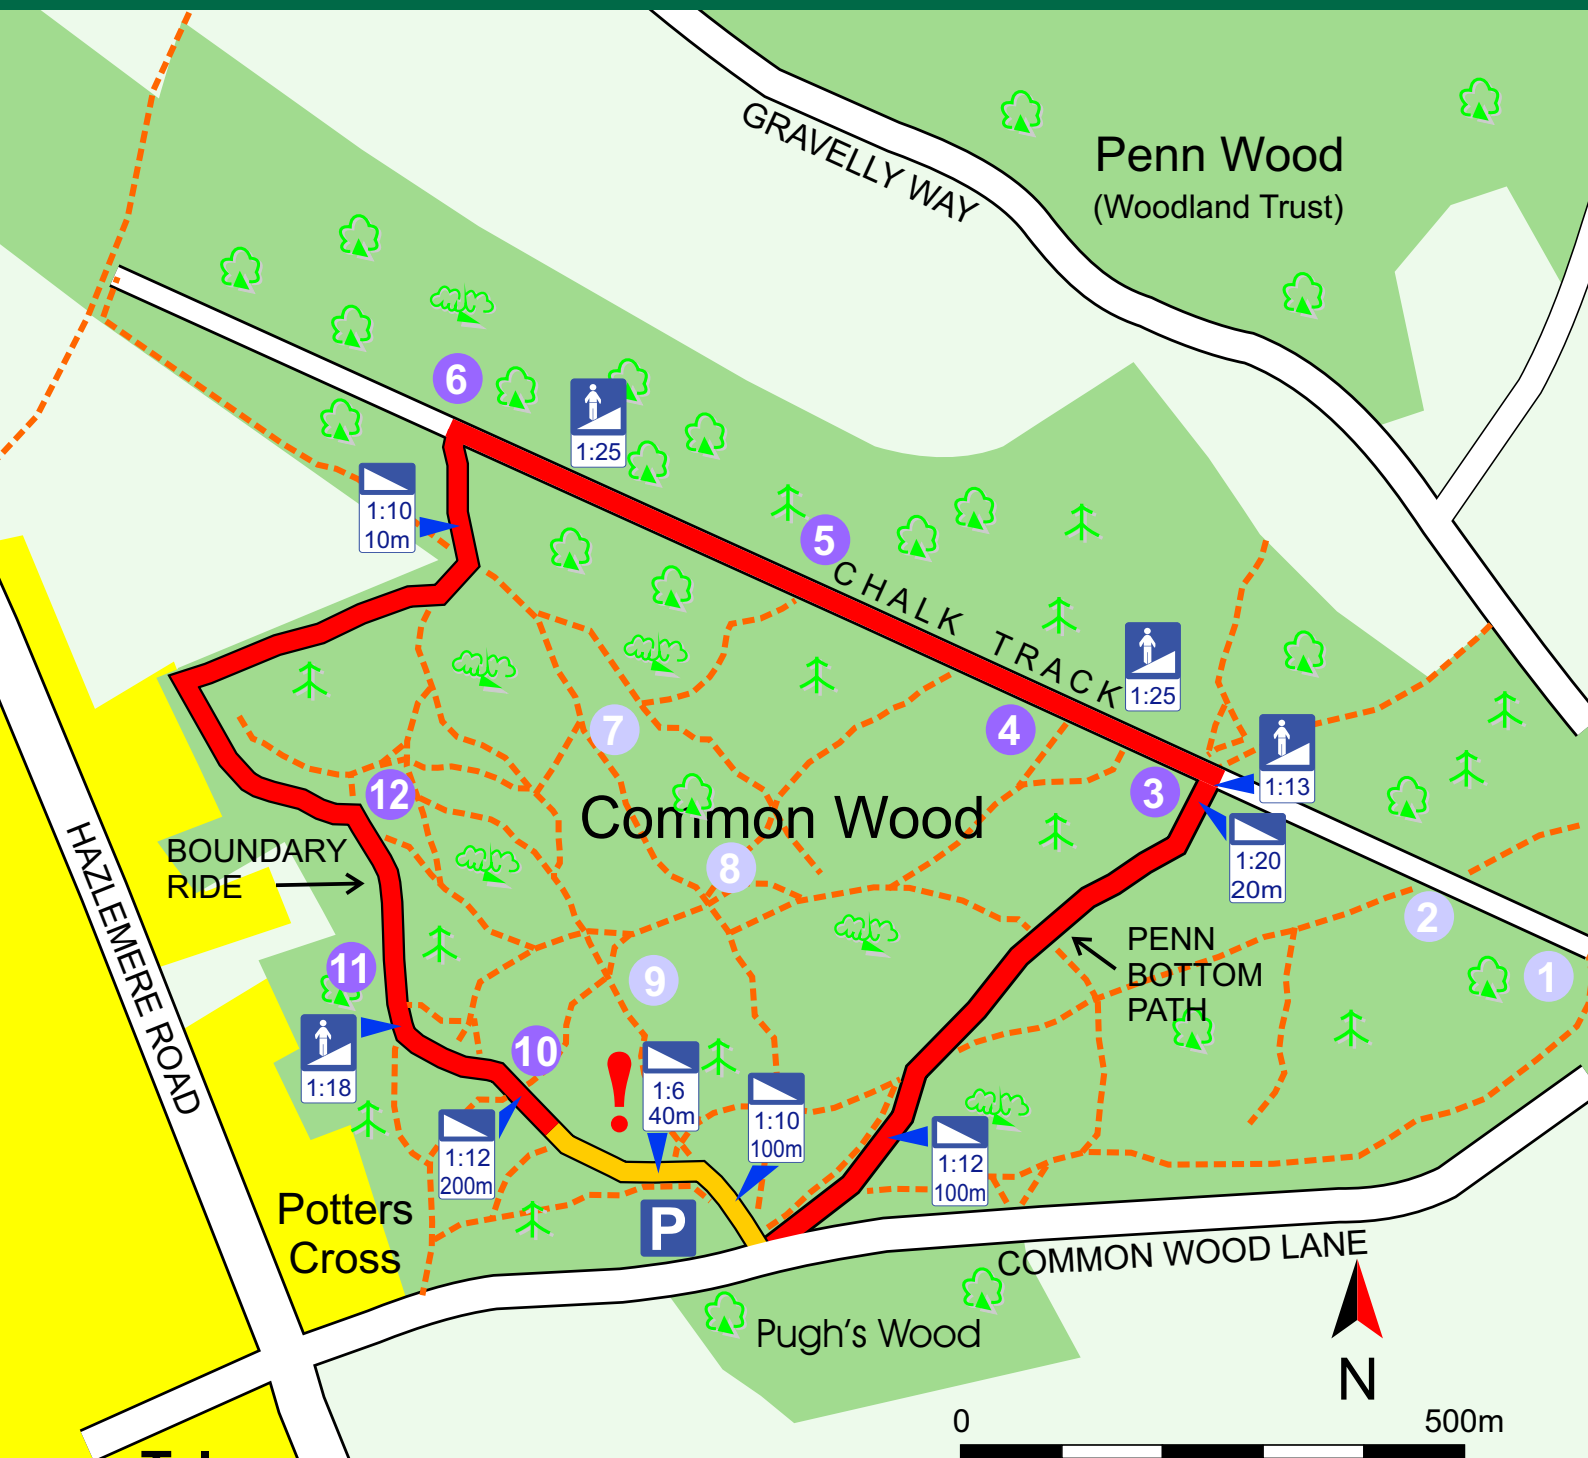 GRAVELLY WAY
Penn Wood
(Woodland Trust)
6
1:25
1:10
10m
5
CHALK TRACK
1:25
7
4
3
1:13
12
Common Wood
1:20
20m
BOUNDARY
RIDE
8
2
HAZLEMERE ROAD
11
9
PENN
BOTTOM
PATH
1
1:18
10
!
1:6
40m
1:10
100m
1:12
200m
1:12
100m
Potters
Cross
P
COMMON WOOD LANE
Pugh's Wood
N
0 500m